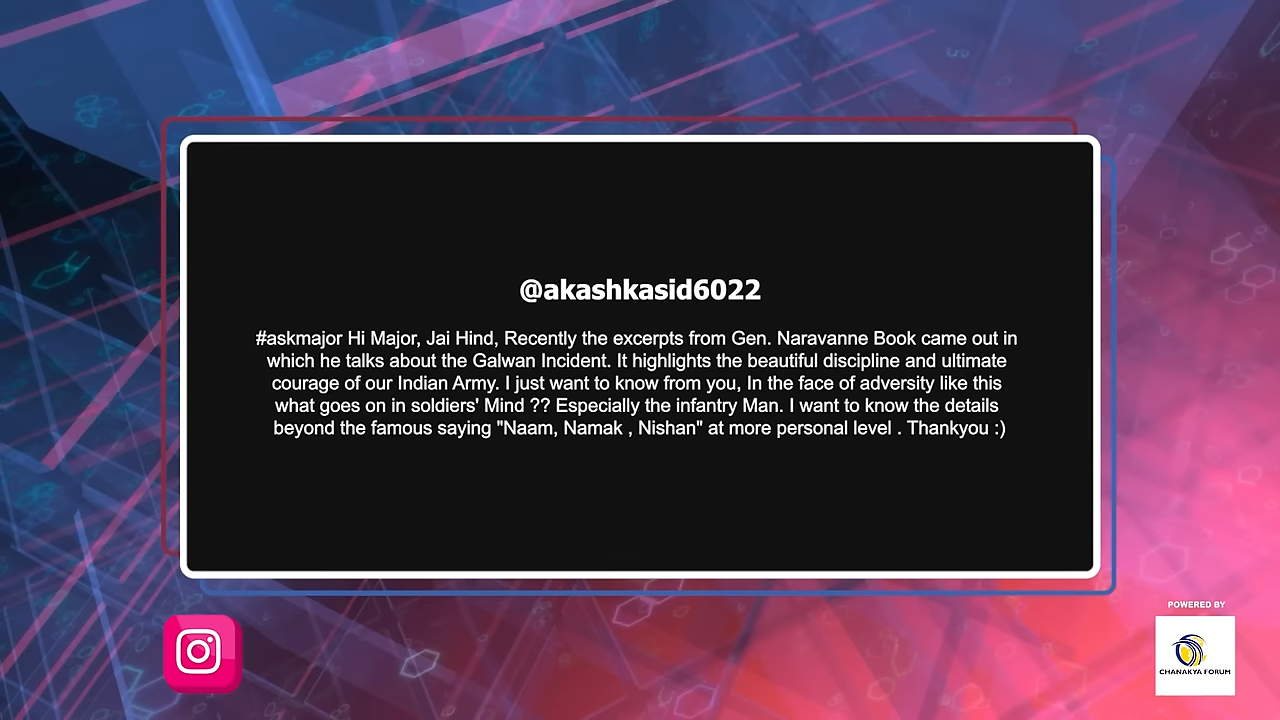 @akashkasid6022
#askmajor Hi Major, Jai Hind, Recently the excerpts from Gen. Naravanne Book came out in
which he talks about the Galwan Incident. It highlights the beautiful discipline and ultimate
courage of our Indian Army. I just want to know from you, In the face of adversity like this
what goes on in soldiers' Mind ?? Especially the infantry Man. I want to know the details
beyond the famous saying "Naam, Namak , Nishan" at more personal level . Thankyou :)
POWERED BY
CHANAKYA FORUM